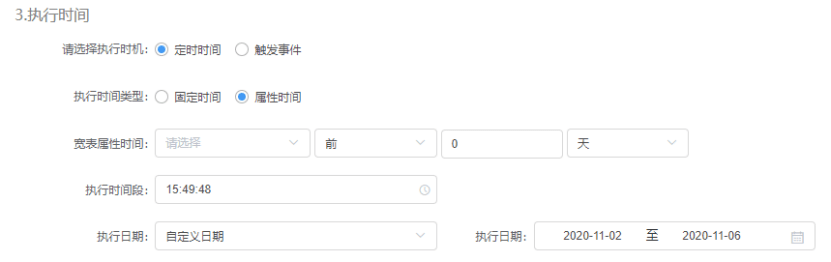 3.执行时间
请选择执行时机: 定时时间 触发事件
执行时间类型: 固定时间 属性时间
宽表属性时间: 请选择 前 0 天
执行时间段: 15:49:48
执行日期: 自定义日期 执行日期: 2020-11-02 至 2020-11-06